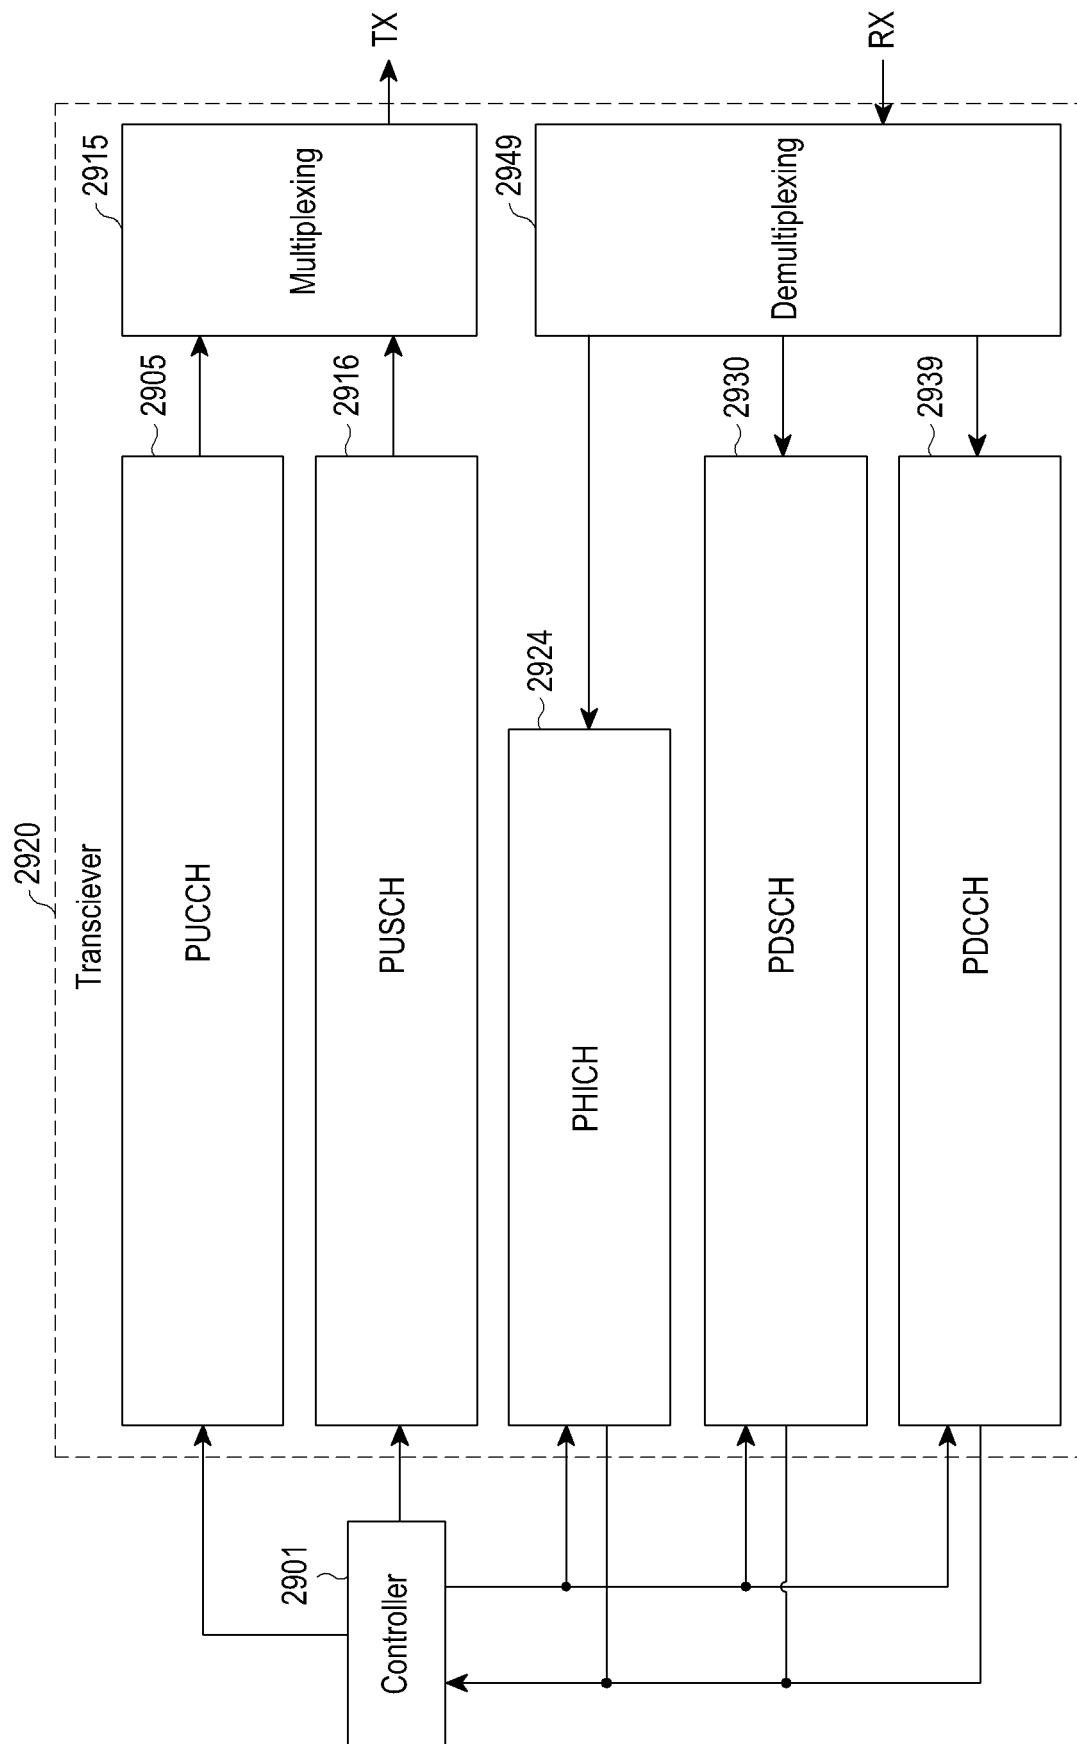 2920
Transciever
2901
Controller
PUCCH
2905
PUSCH
2916
PHICH
2924
PDSCH
2930
PDCCH
2939
2915
Multiplexing
2949
Demultiplexing
TX
RX